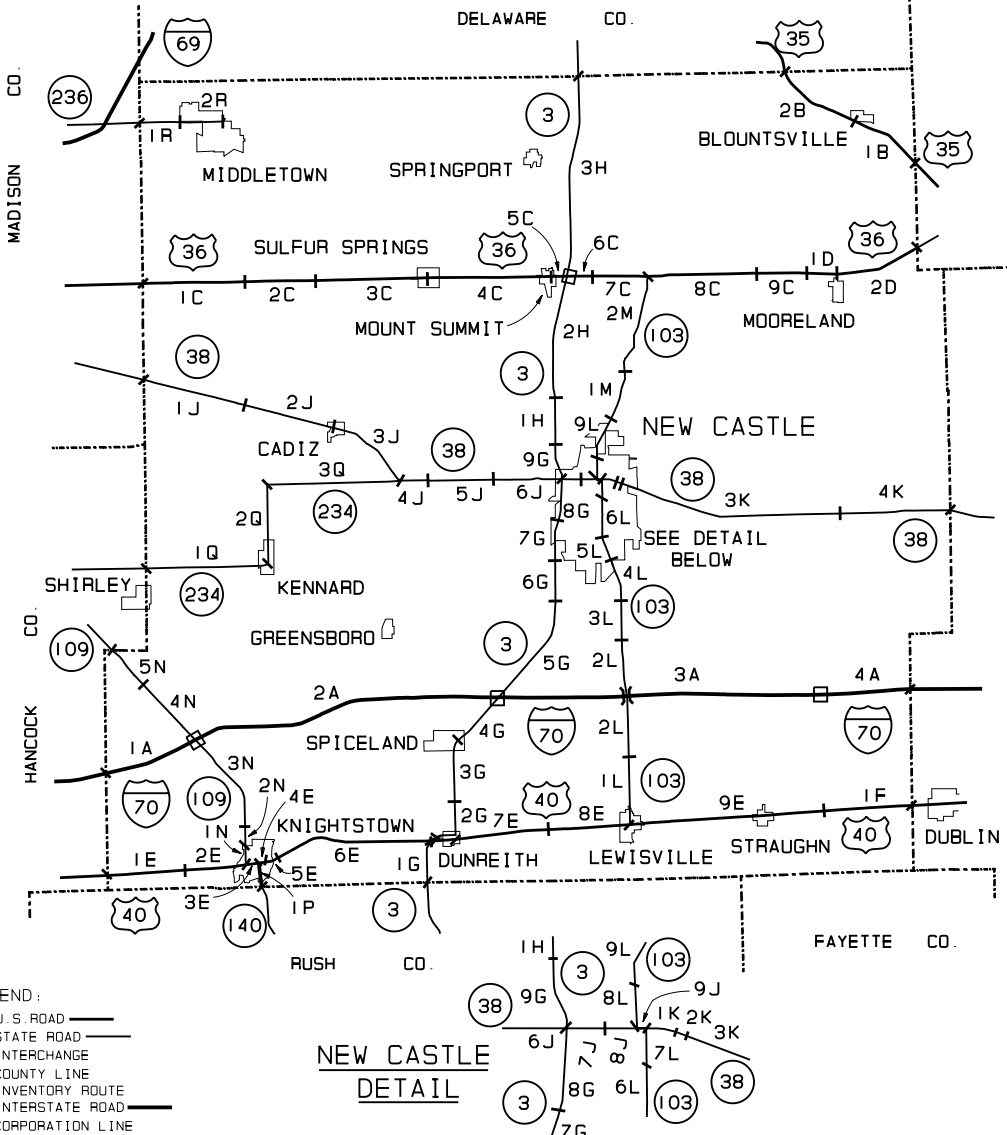 DELAWARE CO.
69
35
MADISON CO.
236
2R
1R
3
2B
BLOUNTSVILLE
1B
35
MIDDLETOWN
SPRINGPORT
3H
5C
36
SULFUR SPRINGS
36
6C
36
1D
1C
2C
3C
4C
7C
8C
9C
2D
MOUNT SUMMIT
2H
2M
MOORELAND
103
38
3
1J
2J
1M
1H
9L
NEW CASTLE
CADIZ
3J
38
9G
38
3Q
4J
5J
6J
3K
4K
234
8G
6L
2Q
7G
SEE DETAIL
BELOW
38
1Q
5L
SHIRLEY
234
KENNARD
6G
4L
103
GREENSBORO
3L
HANCOCK CO.
109
3
5N
5G
2L
4N
2A
3A
4A
1A
SPICELAND
4G
70
2L
70
3N
3G
70
109
2N
4E
40
1L
103
1F
KNIGHTSTOWN
2G
7E
8E
9E
1N
40
DUBLIN
1E
2E
6E
1G
DUNREITH
LEWISVILLE
STRAUGHN
5E
3E
1P
40
140
3
FAYETTE CO.
RUSH CO.
1H
9L
3
103
9G
8L
9J
38
1K
2K
6J
7J
8J
3K
NEW CASTLE
DETAIL
7L
8G
6L
38
3
103
7G
END:
U.S.ROAD
STATE ROAD
INTERCHANGE
COUNTY LINE
INVENTORY ROUTE
INTERSTATE ROAD
CORPORATION LINE